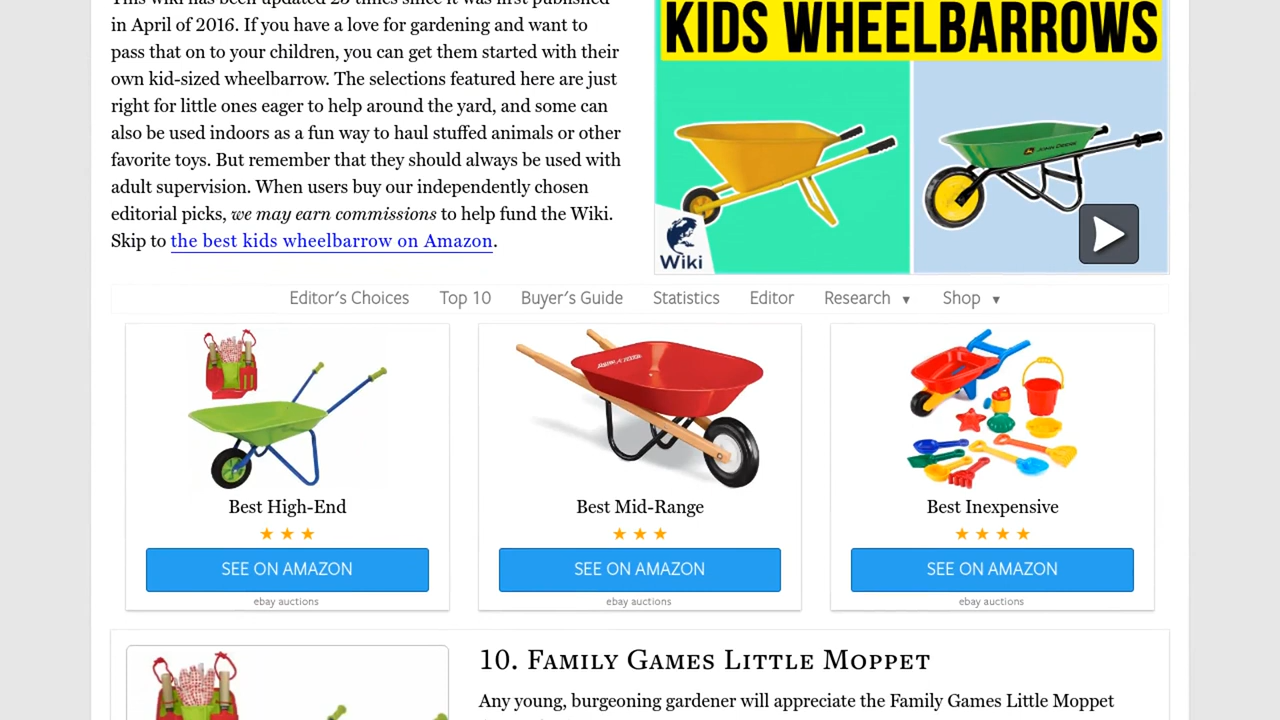 This wiki has been updated 25 times since it was first published
in April of 2016. If you have a love for gardening and want to
pass that on to your children, you can get them started with their
own kid-sized wheelbarrow. The selections featured here are just
right for little ones eager to help around the yard, and some can
also be used indoors as a fun way to haul stuffed animals or other
favorite toys. But remember that they should always be used with
adult supervision. When users buy our independently chosen
editorial picks, we may earn commissions to help fund the Wiki.
Skip to the best kids wheelbarrow on Amazon.
KIDS WHEELBARROWS
JOHN DEERE
Wiki
Editor's Choices Top 10 Buyer's Guide Statistics Editor Research ▼ Shop ▼
RADIO FLYER
Best High-End
★ ★ ★
SEE ON AMAZON
ebay auctions
Best Mid-Range
★ ★ ★
SEE ON AMAZON
ebay auctions
Best Inexpensive
★ ★ ★ ★
SEE ON AMAZON
ebay auctions
10. Family Games Little Moppet
Any young, burgeoning gardener will appreciate the Family Games Little Moppet